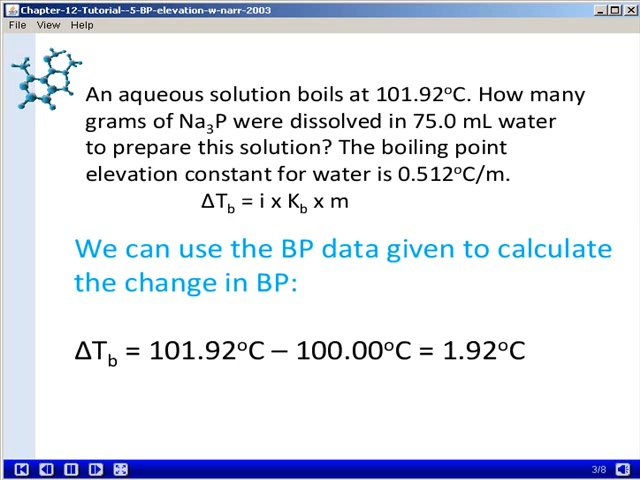 Chapter-12-Tutorial--5-BP-elevation-w-narr-2003
File View Help
An aqueous solution boils at 101.92°C. How many
grams of Na₃P were dissolved in 75.0 mL water
to prepare this solution? The boiling point
elevation constant for water is 0.512°C/m.
ΔT_b = i x K_b x m
We can use the BP data given to calculate
the change in BP:
ΔT_b = 101.92°C – 100.00°C = 1.92°C
3/8